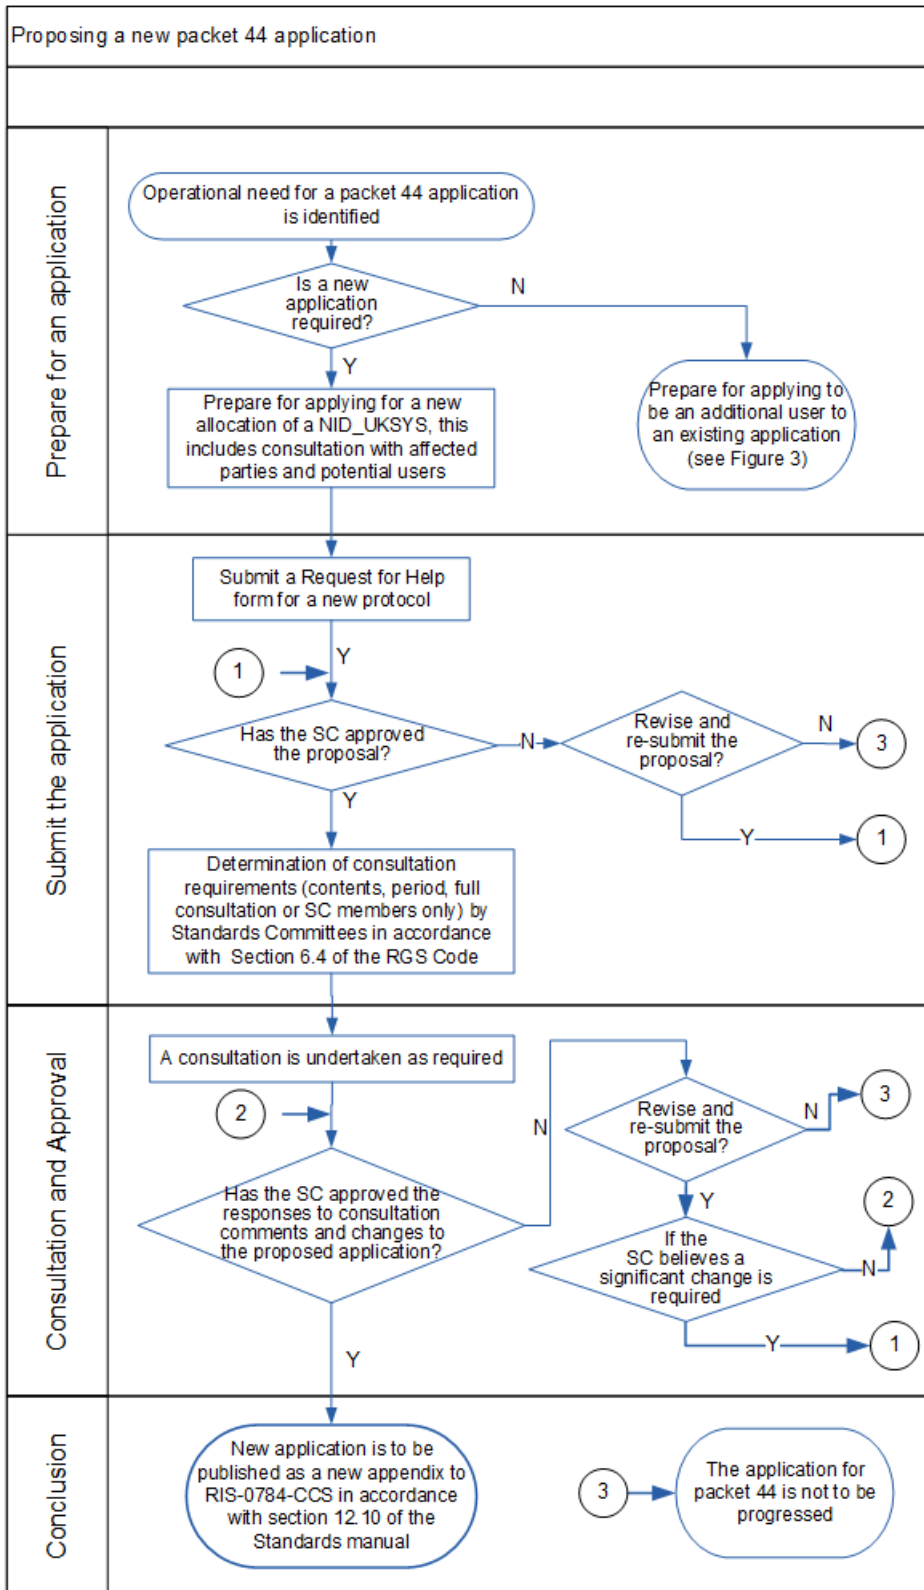 Proposing a new packet 44 application
Prepare for an application
Operational need for a packet 44 application
is identified
Is a new
application
required?
N
Y
Prepare for applying to
be an additional user to
an existing application
(see Figure 3)
Prepare for applying for a new
allocation of a NID_UKSYS, this
includes consultation with affected
parties and potential users
Submit the application
Submit a Request for Help
form for a new protocol
Y
1
Has the SC approved
the proposal?
N
Revise and
re-submit the
proposal?
N
3
Y
1
Y
Determination of consultation
requirements (contents, period, full
consultation or SC members only) by
Standards Committees in accordance
with Section 6.4 of the RGS Code
Consultation and Approval
A consultation is undertaken as required
2
Has the SC approved the
responses to consultation
comments and changes to
the proposed application?
N
Revise and
re-submit the
proposal?
N
3
Y
If the
SC believes a
significant change is
required
N
2
Y
1
Y
Conclusion
New application is to be
published as a new appendix to
RIS-0784-CCS in accordance
with section 12.10 of the
Standards manual
3
The application for
packet 44 is not to be
progressed